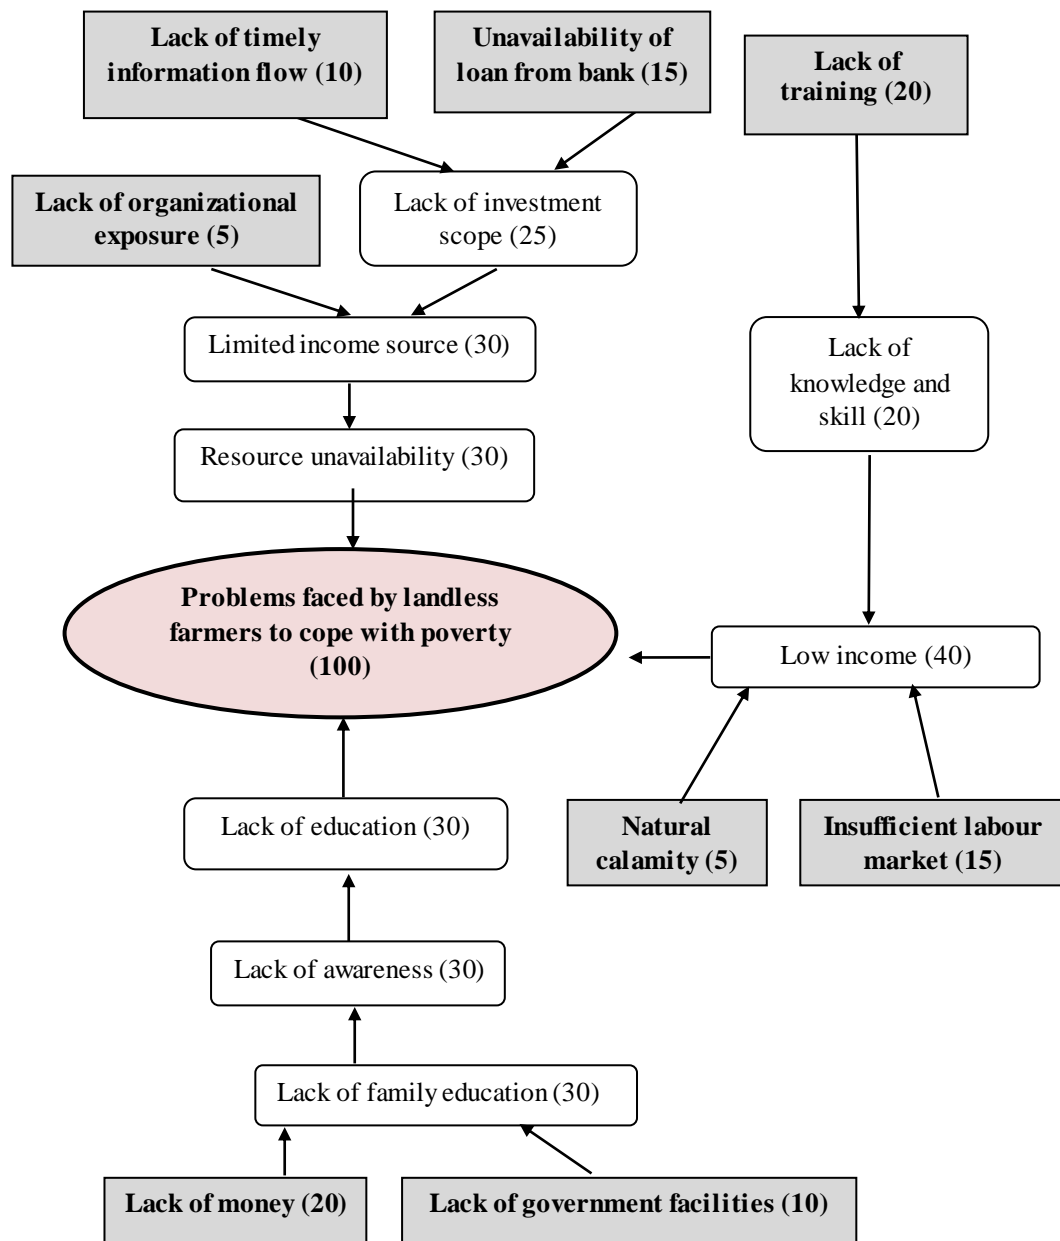 Lack of timely
information flow (10)
Unavailability of
loan from bank (15)
Lack of
training (20)
Lack of organizational
exposure (5)
Lack of investment
scope (25)
Limited income source (30)
Lack of
knowledge and
skill (20)
Resource unavailability (30)
Problems faced by landless
farmers to cope with poverty
(100)
Low income (40)
Lack of education (30)
Natural
calamity (5)
Insufficient labour
market (15)
Lack of awareness (30)
Lack of family education (30)
Lack of money (20)
Lack of government facilities (10)